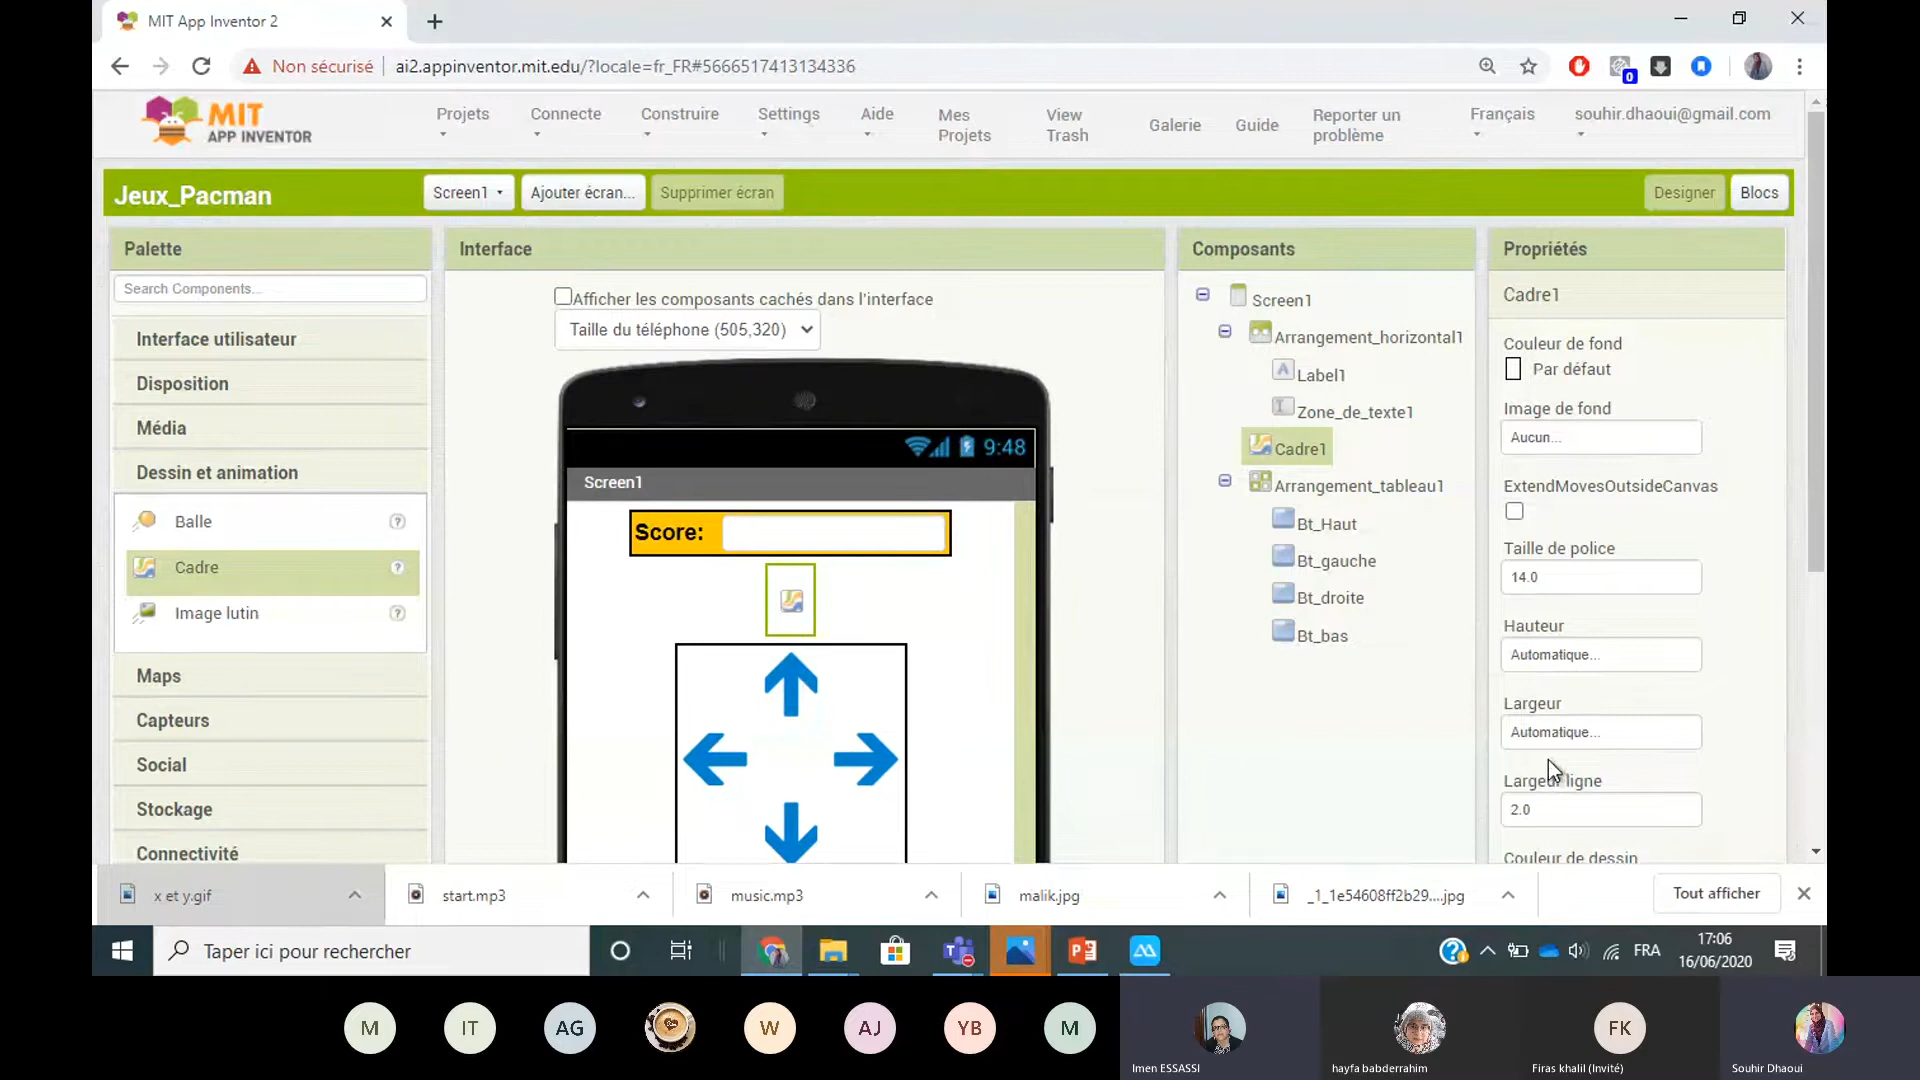 MIT App Inventor 2
Non sécurisé
ai2.appinventor.mit.edu/?locale=fr_FR#5666517413134336
0
MIT
APP INVENTOR
Projets
Connecte
Construire
Settings
Aide
Mes
Projets
View
Trash
Galerie
Guide
Reporter un
problème
Français
souhir.dhaoui@gmail.com
Jeux_Pacman
Screen1
Ajouter écran...
Supprimer écran
Designer
Blocs
Palette
Search Components...
Interface utilisateur
Disposition
Média
Dessin et animation
Balle
?
Cadre
?
Image lutin
?
Maps
Capteurs
Social
Stockage
Connectivité
Interface
Afficher les composants cachés dans l'interface
Taille du téléphone (505,320)
9:48
Screen1
Score:
Composants
Screen1
Arrangement_horizontal1
Label1
Zone_de_texte1
Cadre1
Arrangement_tableau1
Bt_Haut
Bt_gauche
Bt_droite
Bt_bas
Propriétés
Cadre1
Couleur de fond
Par défaut
Image de fond
Aucun...
ExtendMovesOutsideCanvas
Taille de police
14.0
Hauteur
Automatique...
Largeur
Automatique...
Largeur ligne
2.0
Couleur de dessin
x et y.gif
start.mp3
music.mp3
malik.jpg
_1_1e54608ff2b29....jpg
Tout afficher
Taper ici pour rechercher
FRA
17:06
16/06/2020
M
IT
AG
W
AJ
YB
M
FK
Imen ESSASSI
hayfa babderrahim
Firas khalil (Invité)
Souhir Dhaoui